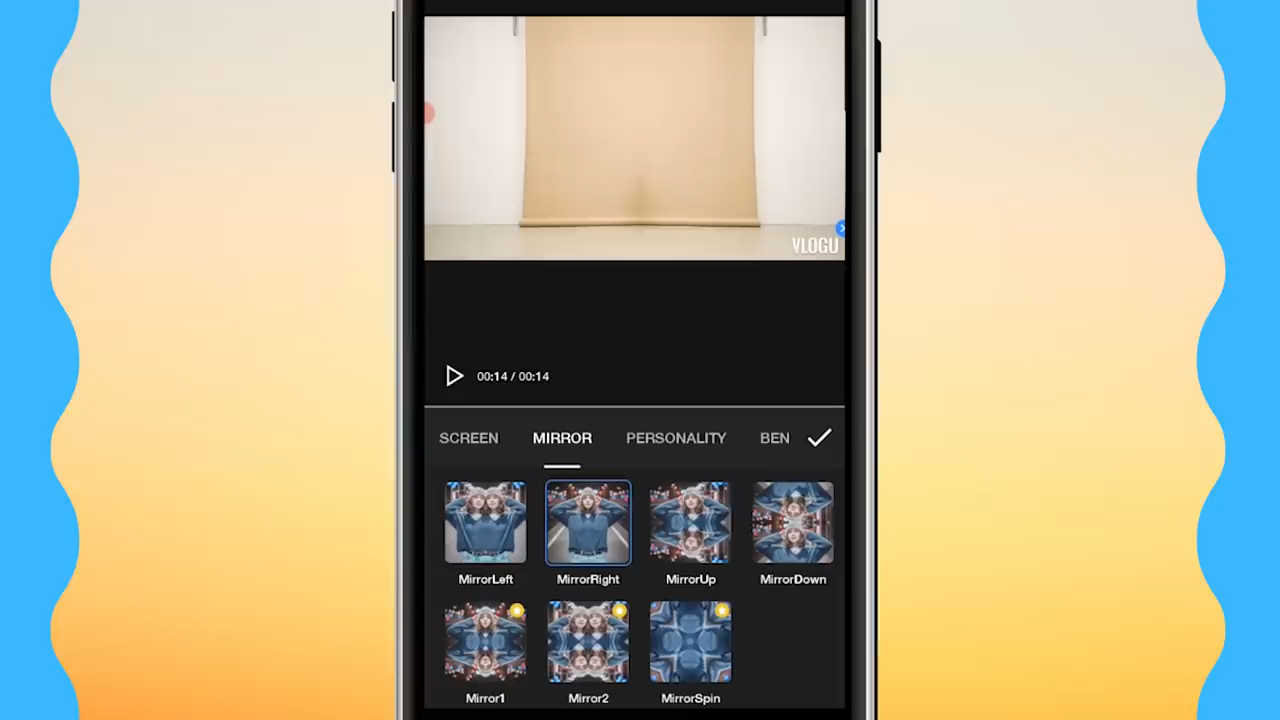 VLOGU
00:14 / 00:14
SCREEN MIRROR PERSONALITY BEN
MirrorLeft MirrorRight MirrorUp MirrorDown
Mirror1 Mirror2 MirrorSpin